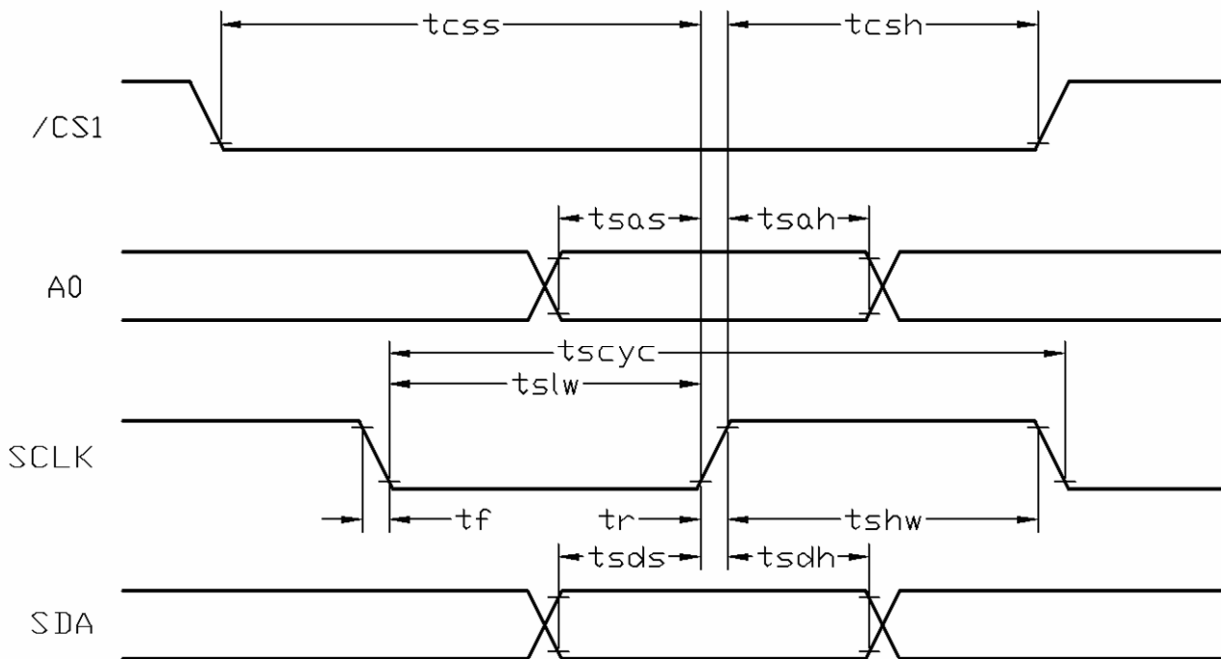 tcss tcsh
/CS1
tsas tsah
A0
tscyc
tslw
SCLK
tf tr tshw
tsds tsdh
SDA